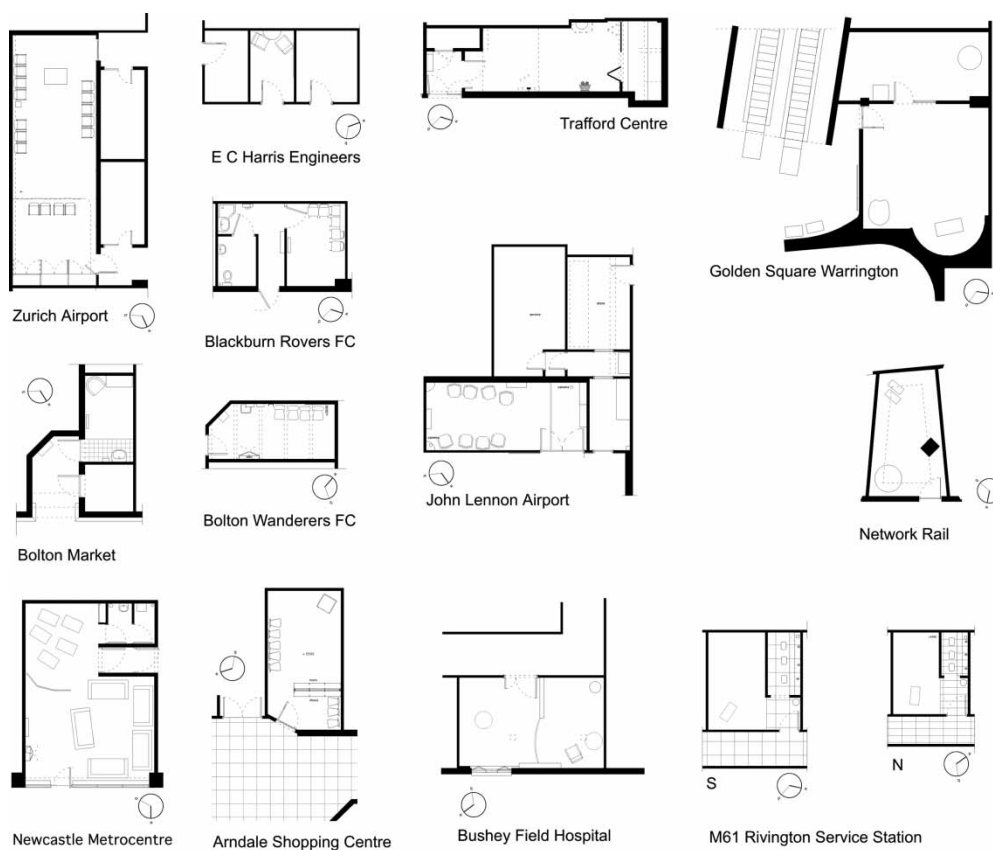 Zurich Airport
E C Harris Engineers
Trafford Centre
Golden Square Warrington
Blackburn Rovers FC
Bolton Market
Bolton Wanderers FC
John Lennon Airport
Network Rail
Newcastle Metrocentre
Arndale Shopping Centre
Bushey Field Hospital
S
N
M61 Rivington Service Station